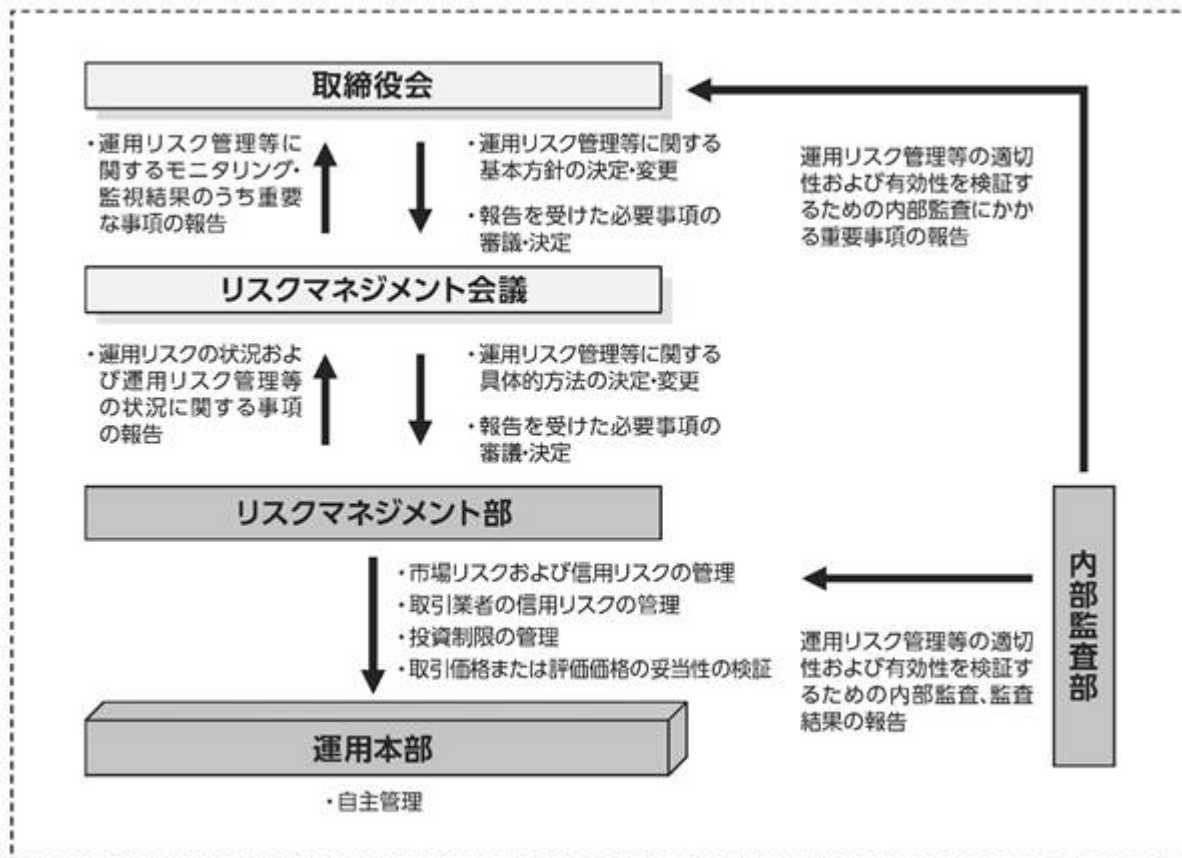 取締役会
・運用リスク管理等に
関するモニタリング・
監視結果のうち重要
な事項の報告
・運用リスク管理等に関する
基本方針の決定・変更
・報告を受けた必要事項の
審議・決定
運用リスク管理等の適切
性および有効性を検証す
るための内部監査にかか
る重要事項の報告
リスクマネジメント会議
・運用リスクの状況およ
び運用リスク管理等
の状況に関する事項
の報告
・運用リスク管理等に関する
具体的方法の決定・変更
・報告を受けた必要事項の
審議・決定
リスクマネジメント部
・市場リスクおよび信用リスクの管理
・取引業者の信用リスクの管理
・投資制限の管理
・取引価格または評価価格の妥当性の検証
運用リスク管理等の適切
性および有効性を検証す
るための内部監査、監査
結果の報告
内部監査部
運用本部
・自主管理